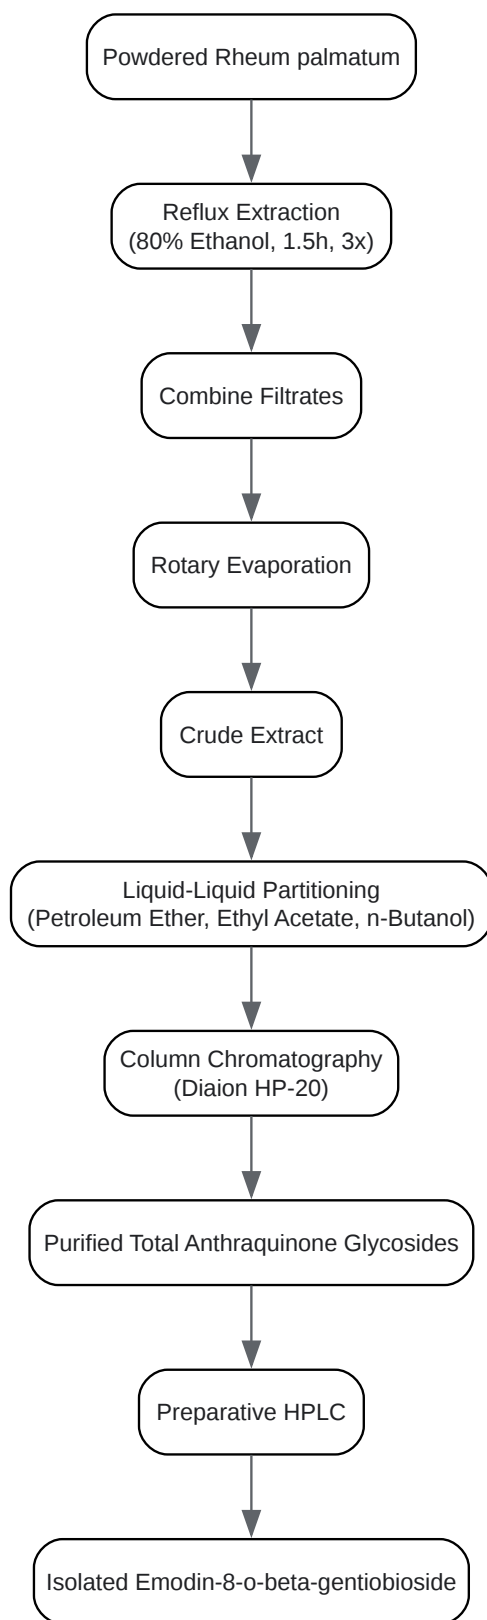 Powdered Rheum palmatum
Reflux Extraction
(80% Ethanol, 1.5h, 3x)
Combine Filtrates
Rotary Evaporation
Crude Extract
Liquid-Liquid Partitioning
(Petroleum Ether, Ethyl Acetate, n-Butanol)
Column Chromatography
(Diaion HP-20)
Purified Total Anthraquinone Glycosides
Preparative HPLC
Isolated Emodin-8-o-beta-gentiobioside